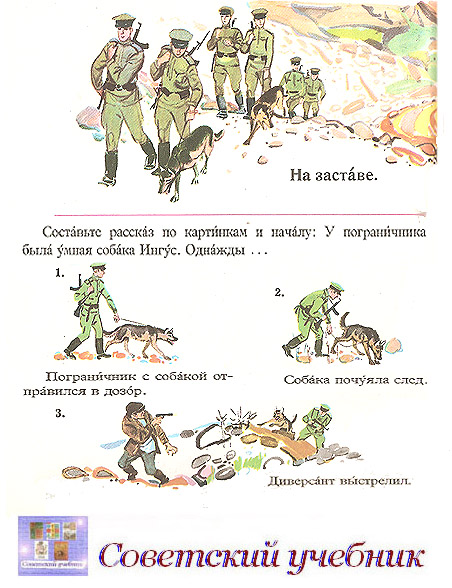 На заста́ве.
Соста́вьте расска́з по карти́нкам и нача́лу: У пограни́чника
была́ у́мная соба́ка Ингу́с. Одна́жды ...
1.
2.
Пограни́чник с соба́кой от-
пра́вился в дозо́р.
Соба́ка почу́яла след.
3.
Диверса́нт вы́стрелил.
Советский учебник
Советский учебник